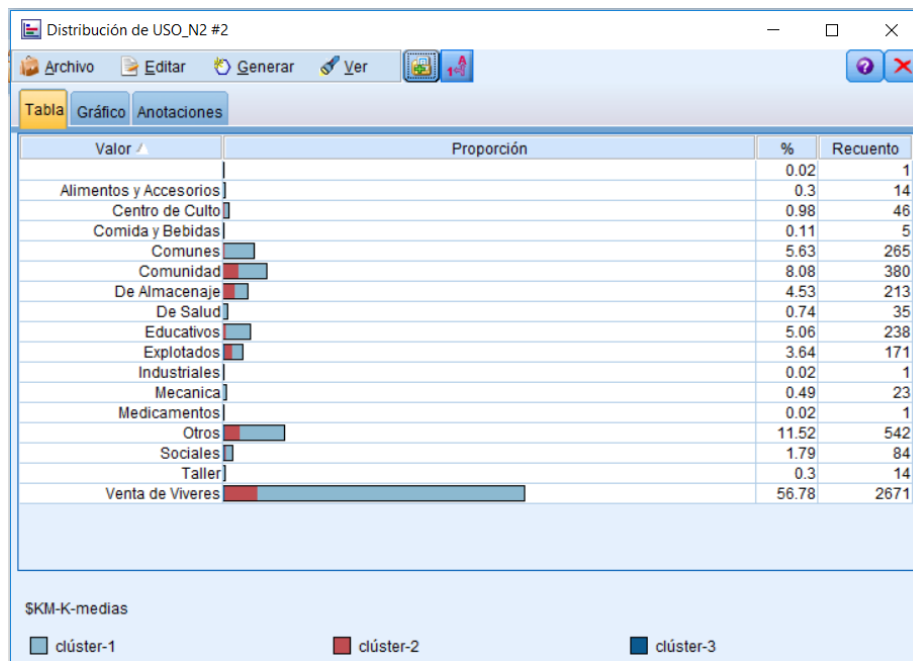 Distribución de USO_N2 #2
Archivo Editar Generar Ver
Tabla Gráfico Anotaciones
Valor Proporción % Recuento
0.02 1
Alimentos y Accesorios 0.3 14
Centro de Culto 0.98 46
Comida y Bebidas 0.11 5
Comunes 5.63 265
Comunidad 8.08 380
De Almacenaje 4.53 213
De Salud 0.74 35
Educativos 5.06 238
Explotados 3.64 171
Industriales 0.02 1
Mecanica 0.49 23
Medicamentos 0.02 1
Otros 11.52 542
Sociales 1.79 84
Taller 0.3 14
Venta de Viveres 56.78 2671
$KM-K-medias
clúster-1 clúster-2 clúster-3